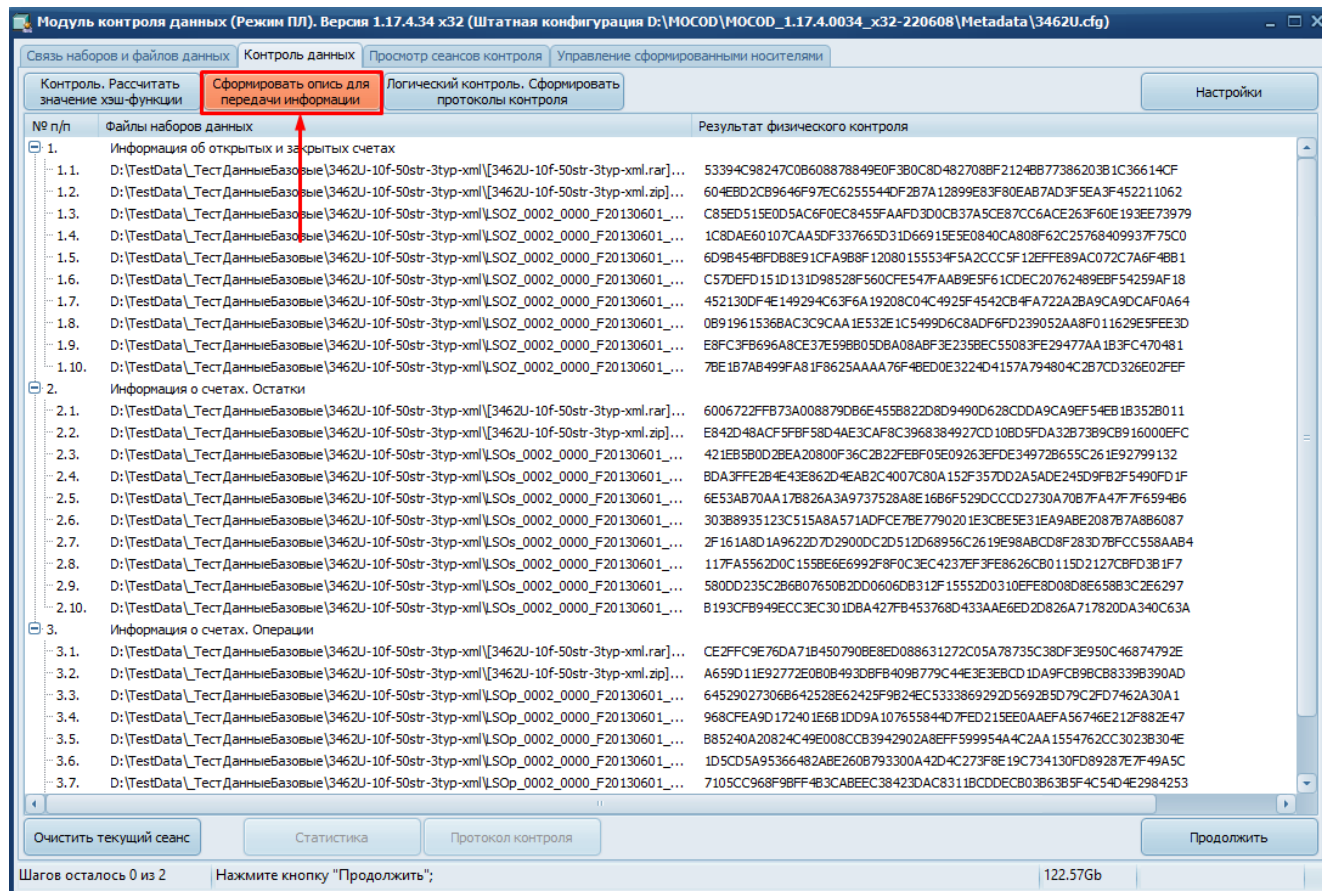 Модуль контроля данных (Режим ПЛ). Версия 1.17.4.34 x32 (Штатная конфигурация D:\MOCOD\MOCOD_1.17.4.0034_x32-220608\Metadata\3462U.cfg)
Связь наборов и файлов данных Контроль данных Просмотр сеансов контроля Управление сформированными носителями
Контроль. Рассчитать значение хэш-функции
Сформировать опись для передачи информации
Логический контроль. Сформировать протоколы контроля
Настройки
№ п/п Файлы наборов данных Результат физического контроля
1. Информация об открытых и закрытых счетах
1.1. D:\TestData\_ТестДанныеБазовые\3462U-10f-50str-3typ-xml\[3462U-10f-50str-3typ-xml.rar]... 53394C98247C0B608878849E0F3B0C8D482708BF2124BB77386203B1C36614CF
1.2. D:\TestData\_ТестДанныеБазовые\3462U-10f-50str-3typ-xml\[3462U-10f-50str-3typ-xml.zip]... 604EBD2CB9646F97EC6255544DF2B7A12899E83F80EAB7AD3F5EA3F452211062
1.3. D:\TestData\_ТестДанныеБазовые\3462U-10f-50str-3typ-xml\LSOZ_0002_0000_F20130601_... C85ED515E0D5AC6F0EC8455FAAFD3D0CB37A5CE87CC6ACE263F60E193EE73979
1.4. D:\TestData\_ТестДанныеБазовые\3462U-10f-50str-3typ-xml\LSOZ_0002_0000_F20130601_... 1C8DAE60107CAA5DF337665D31D66915E5E0840CA808F62C25768409937F75C0
1.5. D:\TestData\_ТестДанныеБазовые\3462U-10f-50str-3typ-xml\LSOZ_0002_0000_F20130601_... 6D9B454BFDB8E91CFA9B8F12080155534F5A2CCC5F12EFFE89AC072C7A6F4BB1
1.6. D:\TestData\_ТестДанныеБазовые\3462U-10f-50str-3typ-xml\LSOZ_0002_0000_F20130601_... C57DEFD151D131D98528F560CFE547FAAB9E5F61CDEC20762489EBF54259AF18
1.7. D:\TestData\_ТестДанныеБазовые\3462U-10f-50str-3typ-xml\LSOZ_0002_0000_F20130601_... 452130DF4E149294C63F6A19208C04C4925F4542CB4FA722A2BA9CA9DCAF0A64
1.8. D:\TestData\_ТестДанныеБазовые\3462U-10f-50str-3typ-xml\LSOZ_0002_0000_F20130601_... 0B91961536BAC3C9CAA1E532E1C5499D6C8ADF6FD239052AA8F011629E5FEE3D
1.9. D:\TestData\_ТестДанныеБазовые\3462U-10f-50str-3typ-xml\LSOZ_0002_0000_F20130601_... E8FC3FB696A8CE37E59BB05DBA08ABF3E235BEC55083FE29477AA1B3FC470481
1.10. D:\TestData\_ТестДанныеБазовые\3462U-10f-50str-3typ-xml\LSOZ_0002_0000_F20130601_... 7BE1B7AB499FA81F8625AAAA76F4BED0E3224D4157A794804C2B7CD326E02FEF
2. Информация о счетах. Остатки
2.1. D:\TestData\_ТестДанныеБазовые\3462U-10f-50str-3typ-xml\[3462U-10f-50str-3typ-xml.rar]... 6006722FFB73A008879DB6E455B822D8D9490D628CDDA9CA9EF54EB1B352B011
2.2. D:\TestData\_ТестДанныеБазовые\3462U-10f-50str-3typ-xml\[3462U-10f-50str-3typ-xml.zip]... E842D48ACF5FBF58D4AE3CAF8C3968384927CD10BD5FDA32B73B9CB916000EFC
2.3. D:\TestData\_ТестДанныеБазовые\3462U-10f-50str-3typ-xml\LSOs_0002_0000_F20130601_... 421EB5B0D2BEA20800F36C2B22FEBF05E09263EFDE34972B655C261E92799132
2.4. D:\TestData\_ТестДанныеБазовые\3462U-10f-50str-3typ-xml\LSOs_0002_0000_F20130601_... BDA3FFE2B4E43E862D4EAB2C4007C80A152F357DD2A5ADE245D9FB2F5490FD1F
2.5. D:\TestData\_ТестДанныеБазовые\3462U-10f-50str-3typ-xml\LSOs_0002_0000_F20130601_... 6E53AB70AA17B826A3A9737528A8E16B6F529DCCCD2730A70B7FA47F7F6594B6
2.6. D:\TestData\_ТестДанныеБазовые\3462U-10f-50str-3typ-xml\LSOs_0002_0000_F20130601_... 303B8935123C515A8A571ADFCE7BE7790201E3CBE5E31EA9ABE2087B7A8B6087
2.7. D:\TestData\_ТестДанныеБазовые\3462U-10f-50str-3typ-xml\LSOs_0002_0000_F20130601_... 2F161A8D1A9622D7D2900DC2D512D68956C2619E98ABCD8F283D7BFCC558AAB4
2.8. D:\TestData\_ТестДанныеБазовые\3462U-10f-50str-3typ-xml\LSOs_0002_0000_F20130601_... 117FA5562D0C155BE6E6992F8F0C3EC4237EF3FE8626CB0115D2127CBFD3B1F7
2.9. D:\TestData\_ТестДанныеБазовые\3462U-10f-50str-3typ-xml\LSOs_0002_0000_F20130601_... 580DD235C2B6B07650B2DD0606DB312F15552D0310EFE8D08D8E658B3C2E6297
2.10. D:\TestData\_ТестДанныеБазовые\3462U-10f-50str-3typ-xml\LSOs_0002_0000_F20130601_... B193CFB949ECC3EC301DBA427FB453768D433AAE6ED2D826A717820DA340C63A
3. Информация о счетах. Операции
3.1. D:\TestData\_ТестДанныеБазовые\3462U-10f-50str-3typ-xml\[3462U-10f-50str-3typ-xml.rar]... CE2FFC9E76DA71B450790BE8ED088631272C05A78735C38DF3E950C46874792E
3.2. D:\TestData\_ТестДанныеБазовые\3462U-10f-50str-3typ-xml\[3462U-10f-50str-3typ-xml.zip]... A659D11E92772E0B0B493DBFB409B779C44E3E3EBCD1DA9FCB9BCB8339B390AD
3.3. D:\TestData\_ТестДанныеБазовые\3462U-10f-50str-3typ-xml\LSOp_0002_0000_F20130601_... 64529027306B642528E62425F9B24EC5333869292D5692B5D79C2FD7462A30A1
3.4. D:\TestData\_ТестДанныеБазовые\3462U-10f-50str-3typ-xml\LSOp_0002_0000_F20130601_... 968CFEA9D172401E6B1DD9A107655844D7FED215EE0AAEFA56746E212F882E47
3.5. D:\TestData\_ТестДанныеБазовые\3462U-10f-50str-3typ-xml\LSOp_0002_0000_F20130601_... B85240A20824C49E008CCB3942902A8EFF599954A4C2AA1554762CC3023B304E
3.6. D:\TestData\_ТестДанныеБазовые\3462U-10f-50str-3typ-xml\LSOp_0002_0000_F20130601_... 1D5CD5A95366482ABE260B793300A42D4C273F8E19C734130FD89287E7F49A5C
3.7. D:\TestData\_ТестДанныеБазовые\3462U-10f-50str-3typ-xml\LSOp_0002_0000_F20130601_... 7105CC968F9BFF4B3CABEEC38423DAC8311BCDDECB03B63B5F4C54D4E2984253
Очистить текущий сеанс Статистика Протокол контроля Продолжить
Шагов осталось 0 из 2 Нажмите кнопку "Продолжить"; 122.57Gb